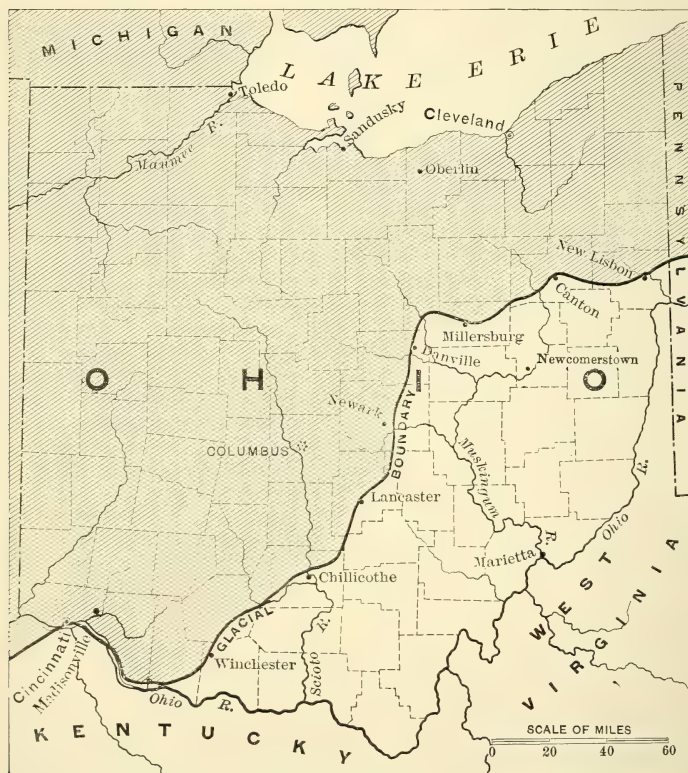 MICHIGAN
LAKE ERIE
PENNSYLVANIA
Toledo
Maumee R.
Sandusky
Cleveland
Oberlin
New Lisbon
Canton
Millersburg
Danville
Newcomerstown
OHIO
Newark
COLUMBUS
GLACIAL BOUNDARY
Muskingum R.
Lancaster
Ohio R.
Marietta
Chillicothe
WEST VIRGINIA
Scioto R.
Winchester
Cincinnati
Madisonville
Ohio R.
KENTUCKY
SCALE OF MILES
0 20 40 60